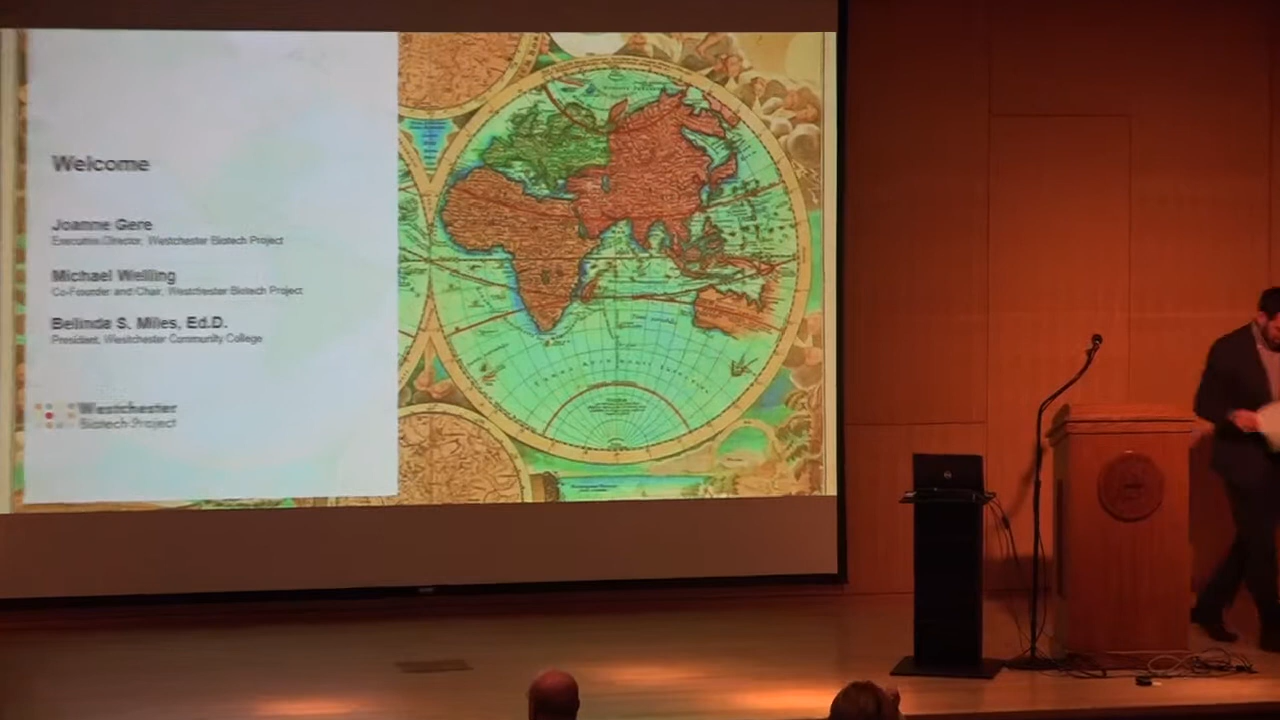 Welcome
Joanne Gere
Executive Director, Westchester Biotech Project
Michael Welling
Co-Founder and Chair, Westchester Biotech Project
Belinda S. Miles, Ed.D.
President, Westchester Community College
Westchester
Biotech Project